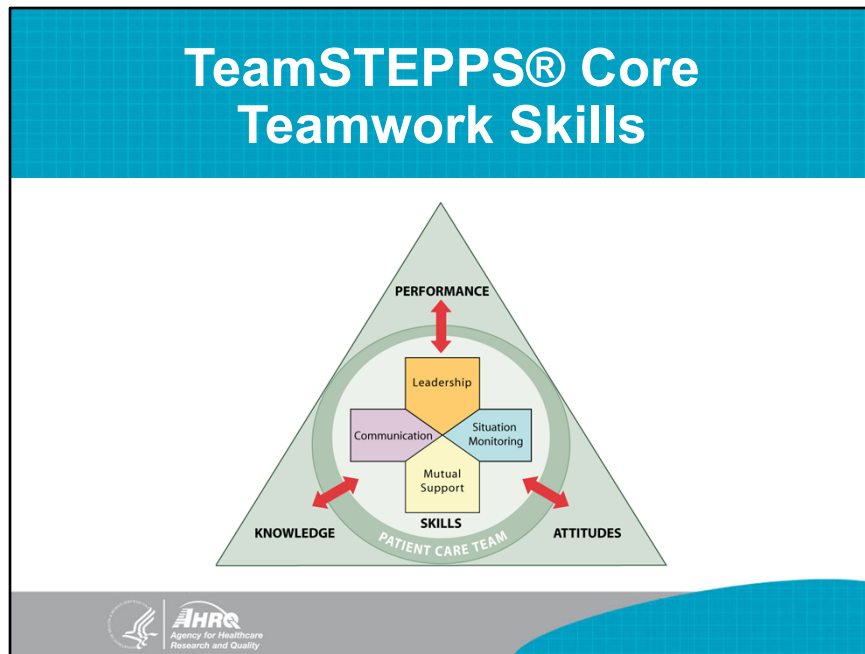 TeamSTEPPS® Core
Teamwork Skills
PERFORMANCE
Leadership
Communication
Situation
Monitoring
Mutual
Support
SKILLS
KNOWLEDGE
ATTITUDES
PATIENT CARE TEAM
AHRQ
Agency for Healthcare
Research and Quality